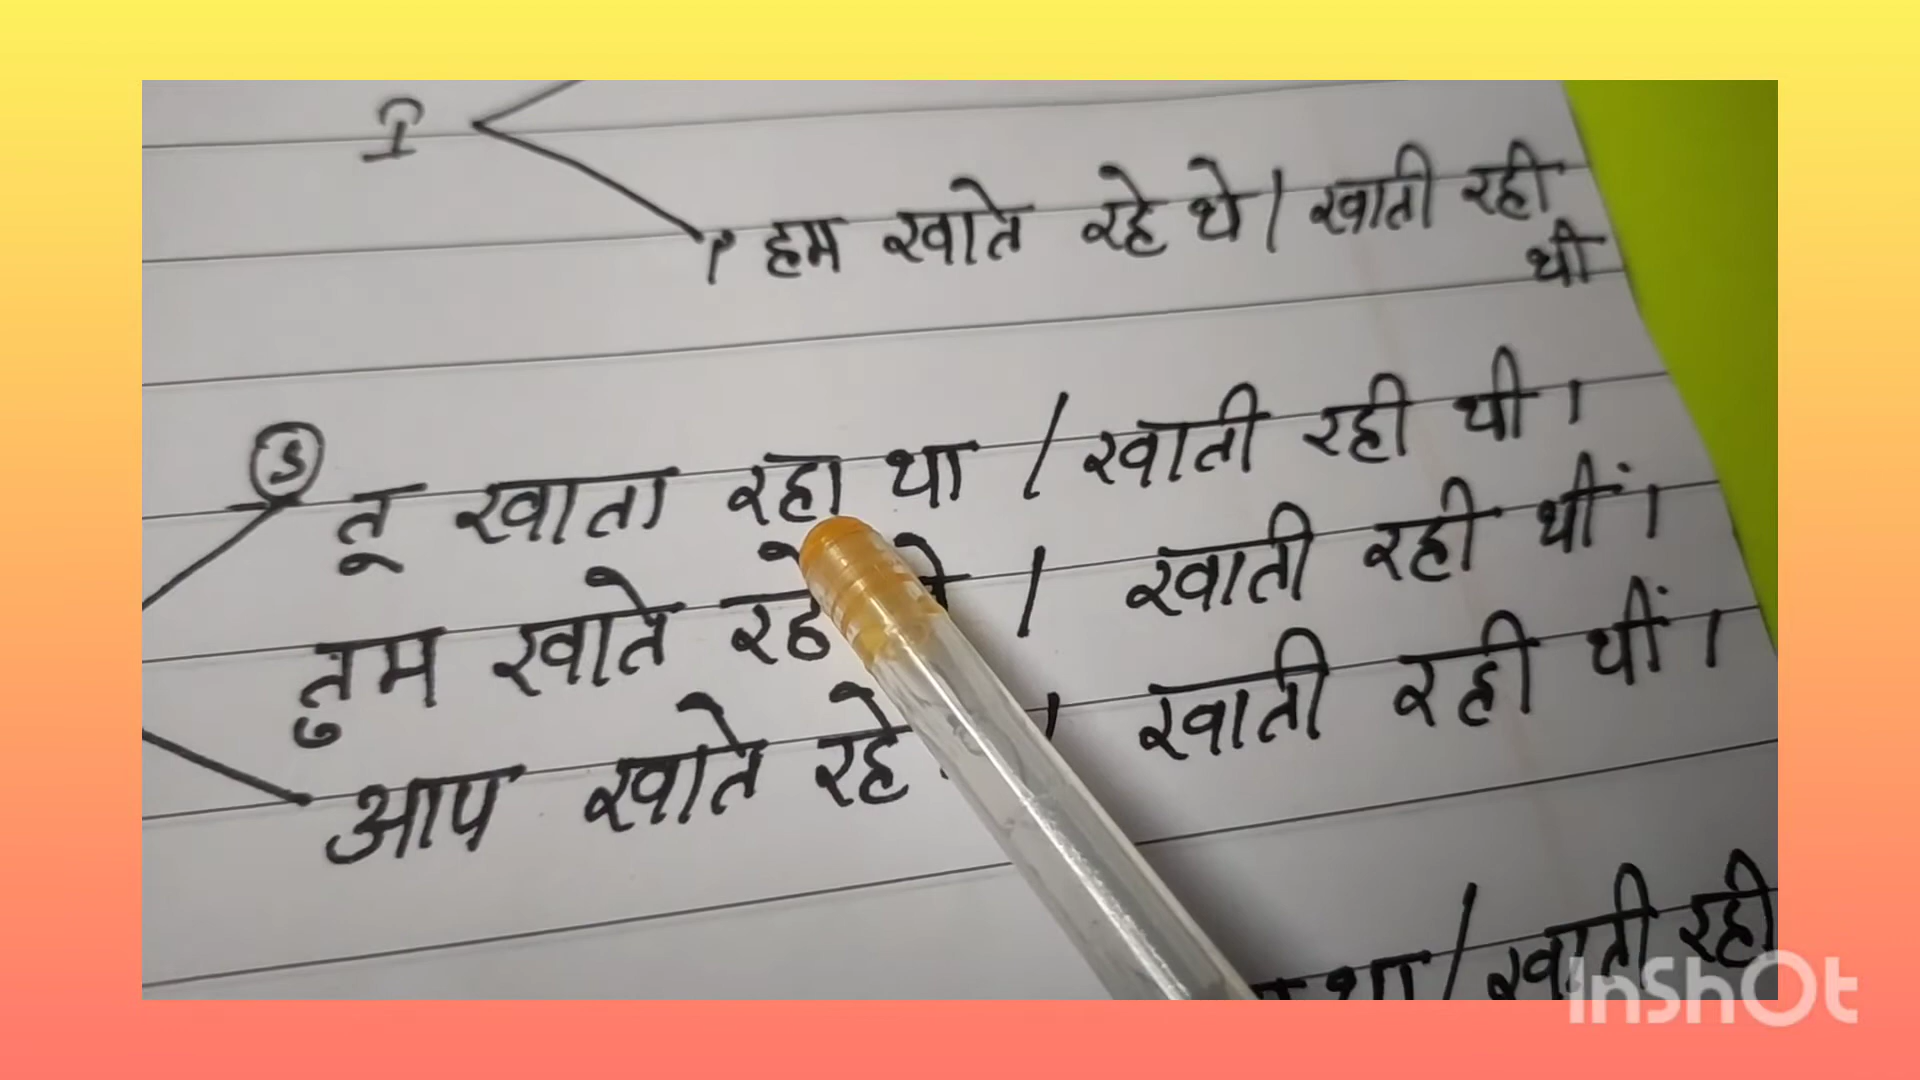 I
P हम खाते रहे थे / खाती रही
थी
S
तू खाता रहा था / खाती रही थी ।
तुम खाते रहे / खाती रही थीं ।
आप खाते रहे / खाती रही थीं ।
था / खाती रही
InShOt